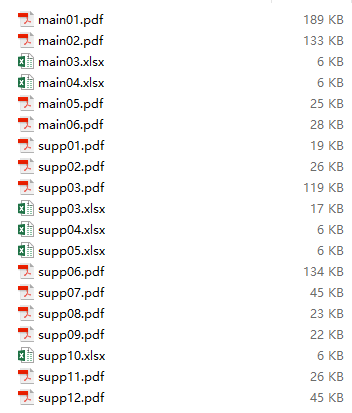 main01.pdf 189 KB
main02.pdf 133 KB
main03.xlsx 6 KB
main04.xlsx 6 KB
main05.pdf 25 KB
main06.pdf 28 KB
supp01.pdf 19 KB
supp02.pdf 26 KB
supp03.pdf 119 KB
supp03.xlsx 17 KB
supp04.xlsx 6 KB
supp05.xlsx 6 KB
supp06.pdf 134 KB
supp07.pdf 45 KB
supp08.pdf 23 KB
supp09.pdf 22 KB
supp10.xlsx 6 KB
supp11.pdf 26 KB
supp12.pdf 45 KB